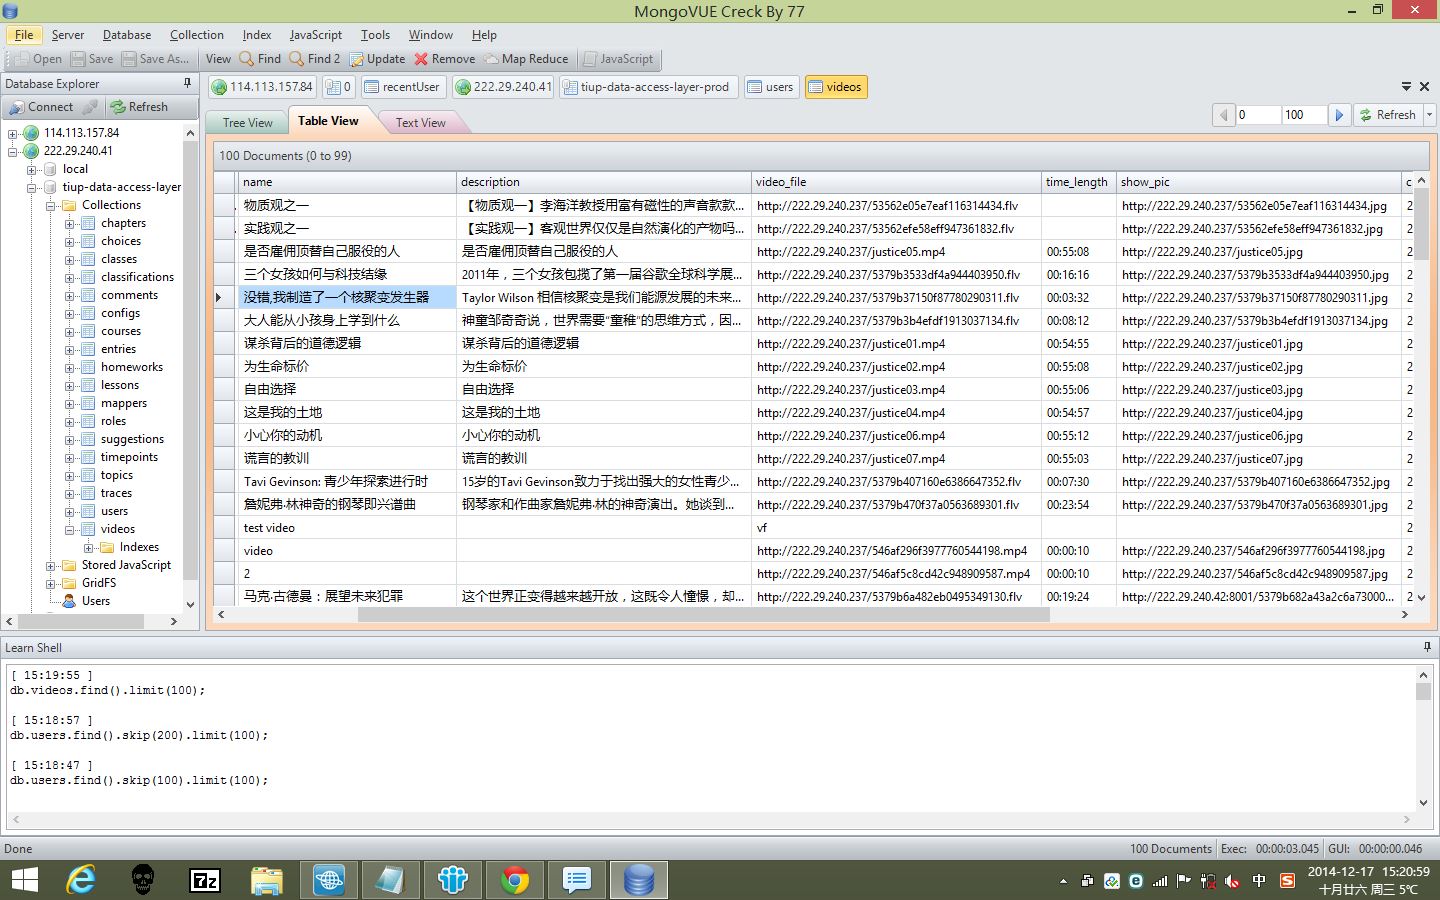 MongoVUE Creck By 77
File Server Database Collection Index JavaScript Tools Window Help
Open Save Save As... View Find Find 2 Update Remove Map Reduce JavaScript
Database Explorer
Connect Refresh
114.113.157.84
222.29.240.41
local
tiup-data-access-layer
Collections
chapters
choices
classes
classifications
comments
configs
courses
entries
homeworks
lessons
mappers
roles
suggestions
timepoints
topics
traces
users
videos
Indexes
Stored JavaScript
GridFS
Users
114.113.157.84 0 recentUser 222.29.240.41 tiup-data-access-layer-prod users videos
Tree View Table View Text View 0 100 Refresh
100 Documents (0 to 99)
name description video_file time_length show_pic c
物质观之一 【物质观一】李海洋教授用富有磁性的声音款款... http://222.29.240.237/53562e05e7eaf116314434.flv http://222.29.240.237/53562e05e7eaf116314434.jpg 2
实践观之一 【实践观一】客观世界仅仅是自然演化的产物吗... http://222.29.240.237/53562efe58eff947361832.flv http://222.29.240.237/53562efe58eff947361832.jpg 2
是否雇佣顶替自己服役的人 是否雇佣顶替自己服役的人 http://222.29.240.237/justice05.mp4 00:55:08 http://222.29.240.237/justice05.jpg 2
三个女孩如何与科技结缘 2011年，三个女孩包揽了第一届谷歌全球科学展... http://222.29.240.237/5379b3533df4a944403950.flv 00:16:16 http://222.29.240.237/5379b3533df4a944403950.jpg 2
没错,我制造了一个核聚变发生器 Taylor Wilson 相信核聚变是我们能源发展的未来... http://222.29.240.237/5379b37150f87780290311.flv 00:03:32 http://222.29.240.237/5379b37150f87780290311.jpg 2
大人能从小孩身上学到什么 神童邹奇奇说，世界需要“童稚”的思维方式，因... http://222.29.240.237/5379b3b4efdf1913037134.flv 00:08:12 http://222.29.240.237/5379b3b4efdf1913037134.jpg 2
谋杀背后的道德逻辑 谋杀背后的道德逻辑 http://222.29.240.237/justice01.mp4 00:54:55 http://222.29.240.237/justice01.jpg 2
为生命标价 为生命标价 http://222.29.240.237/justice02.mp4 00:55:08 http://222.29.240.237/justice02.jpg 2
自由选择 自由选择 http://222.29.240.237/justice03.mp4 00:55:06 http://222.29.240.237/justice03.jpg 2
这是我的土地 这是我的土地 http://222.29.240.237/justice04.mp4 00:54:57 http://222.29.240.237/justice04.jpg 2
小心你的动机 小心你的动机 http://222.29.240.237/justice06.mp4 00:55:12 http://222.29.240.237/justice06.jpg 2
谎言的教训 谎言的教训 http://222.29.240.237/justice07.mp4 00:55:03 http://222.29.240.237/justice07.jpg 2
Tavi Gevinson: 青少年探索进行时 15岁的Tavi Gevinson致力于找出强大的女性青少... http://222.29.240.237/5379b407160e6386647352.flv 00:07:30 http://222.29.240.237/5379b407160e6386647352.jpg 2
詹妮弗·林神奇的钢琴即兴谱曲 钢琴家和作曲家詹妮弗·林的神奇演出。她谈到... http://222.29.240.237/5379b470f37a0563689301.flv 00:23:54 http://222.29.240.237/5379b470f37a0563689301.jpg 2
test video vf 2
video http://222.29.240.237/546af296f3977760544198.mp4 00:00:10 http://222.29.240.237/546af296f3977760544198.jpg 2
2 http://222.29.240.237/546af5c8cd42c948909587.mp4 00:00:10 http://222.29.240.237/546af5c8cd42c948909587.jpg 2
马克·古德曼：展望未来犯罪 这个世界正变得越来越开放，这既令人憧憬，却... http://222.29.240.237/5379b6a482eb0495349130.flv 00:19:24 http://222.29.240.42:8001/5379b682a43a2c6a73000... 2
Learn Shell
[ 15:19:55 ]
db.videos.find().limit(100);
[ 15:18:57 ]
db.users.find().skip(200).limit(100);
[ 15:18:47 ]
db.users.find().skip(100).limit(100);
Done 100 Documents Exec: 00:00:03.045 GUI: 00:00:00.046
7z 中 S 2014-12-17 15:20:59
十月廿六 周三 5℃